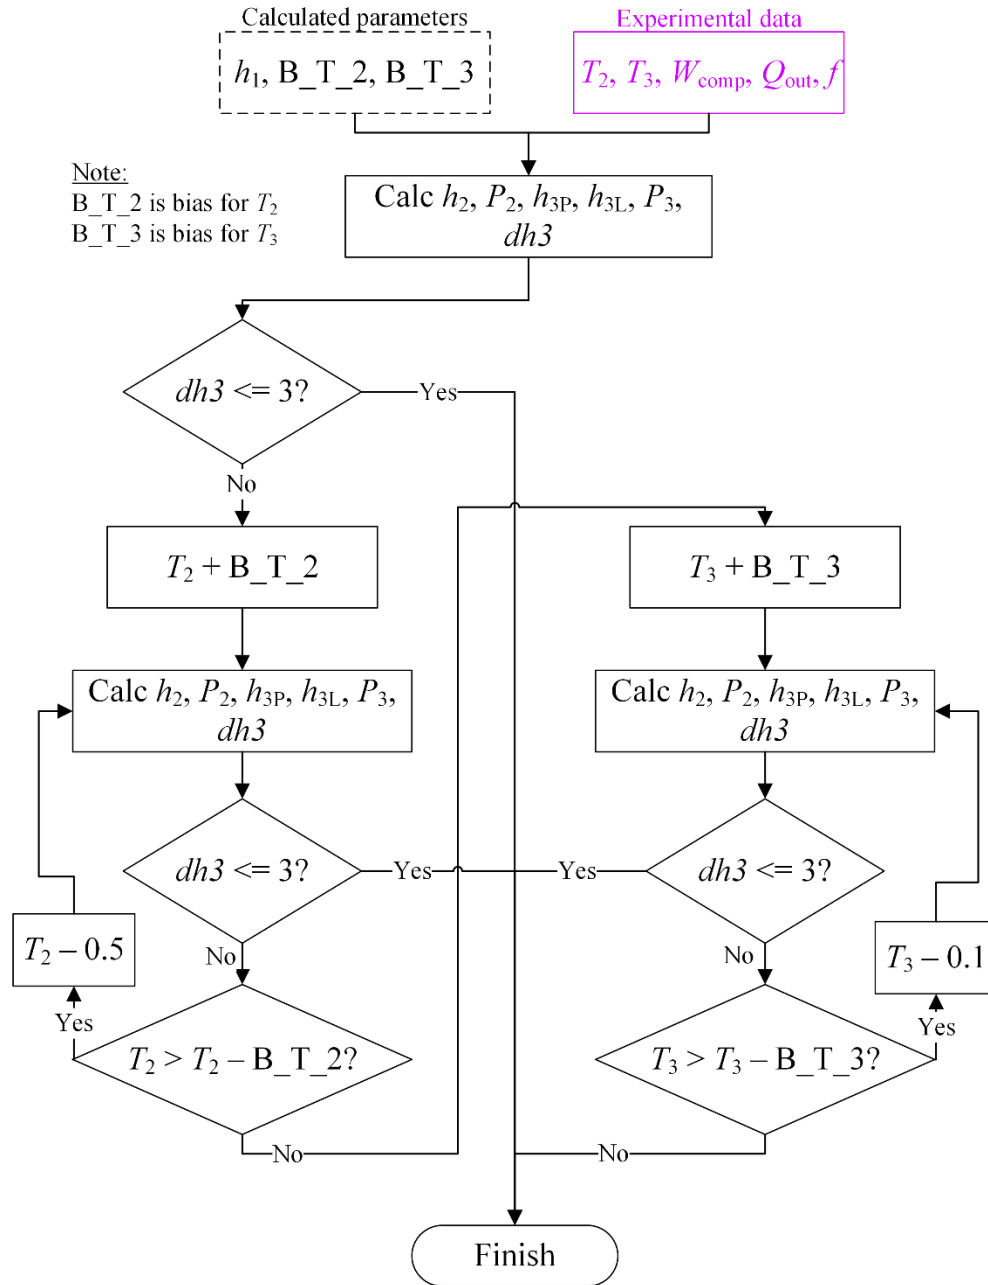 Calculated parameters
h₁, B_T_2, B_T_3
Experimental data
T₂, T₃, W_comp, Q_out, f
Note:
B_T_2 is bias for T₂
B_T_3 is bias for T₃
Calc h₂, P₂, h₃P, h₃L, P₃,
dh3
dh3 <= 3?
Yes
No
T₂ + B_T_2
T₃ + B_T_3
Calc h₂, P₂, h₃P, h₃L, P₃,
dh3
Calc h₂, P₂, h₃P, h₃L, P₃,
dh3
dh3 <= 3?
Yes
Yes
dh3 <= 3?
T₂ – 0.5
No
No
T₃ – 0.1
Yes
T₂ > T₂ – B_T_2?
T₃ > T₃ – B_T_3?
Yes
No
No
Finish